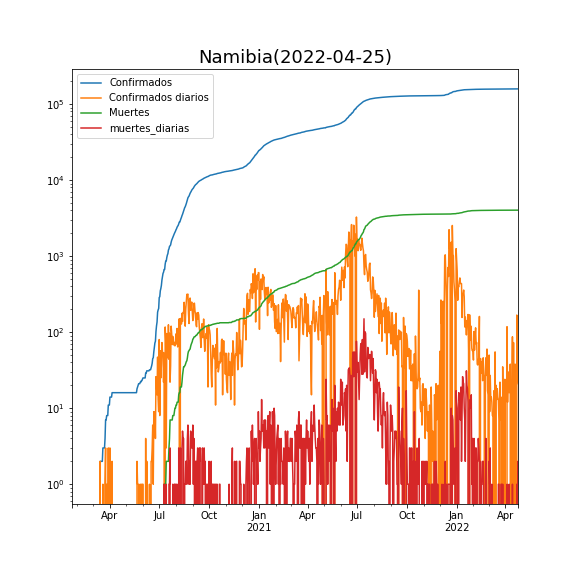 Namibia(2022-04-25)
Confirmados
Confirmados diarios
Muertes
muertes_diarias
10^5
10^4
10^3
10^2
10^1
10^0
Apr Jul Oct Jan Apr Jul Oct Jan Apr
2021 2022